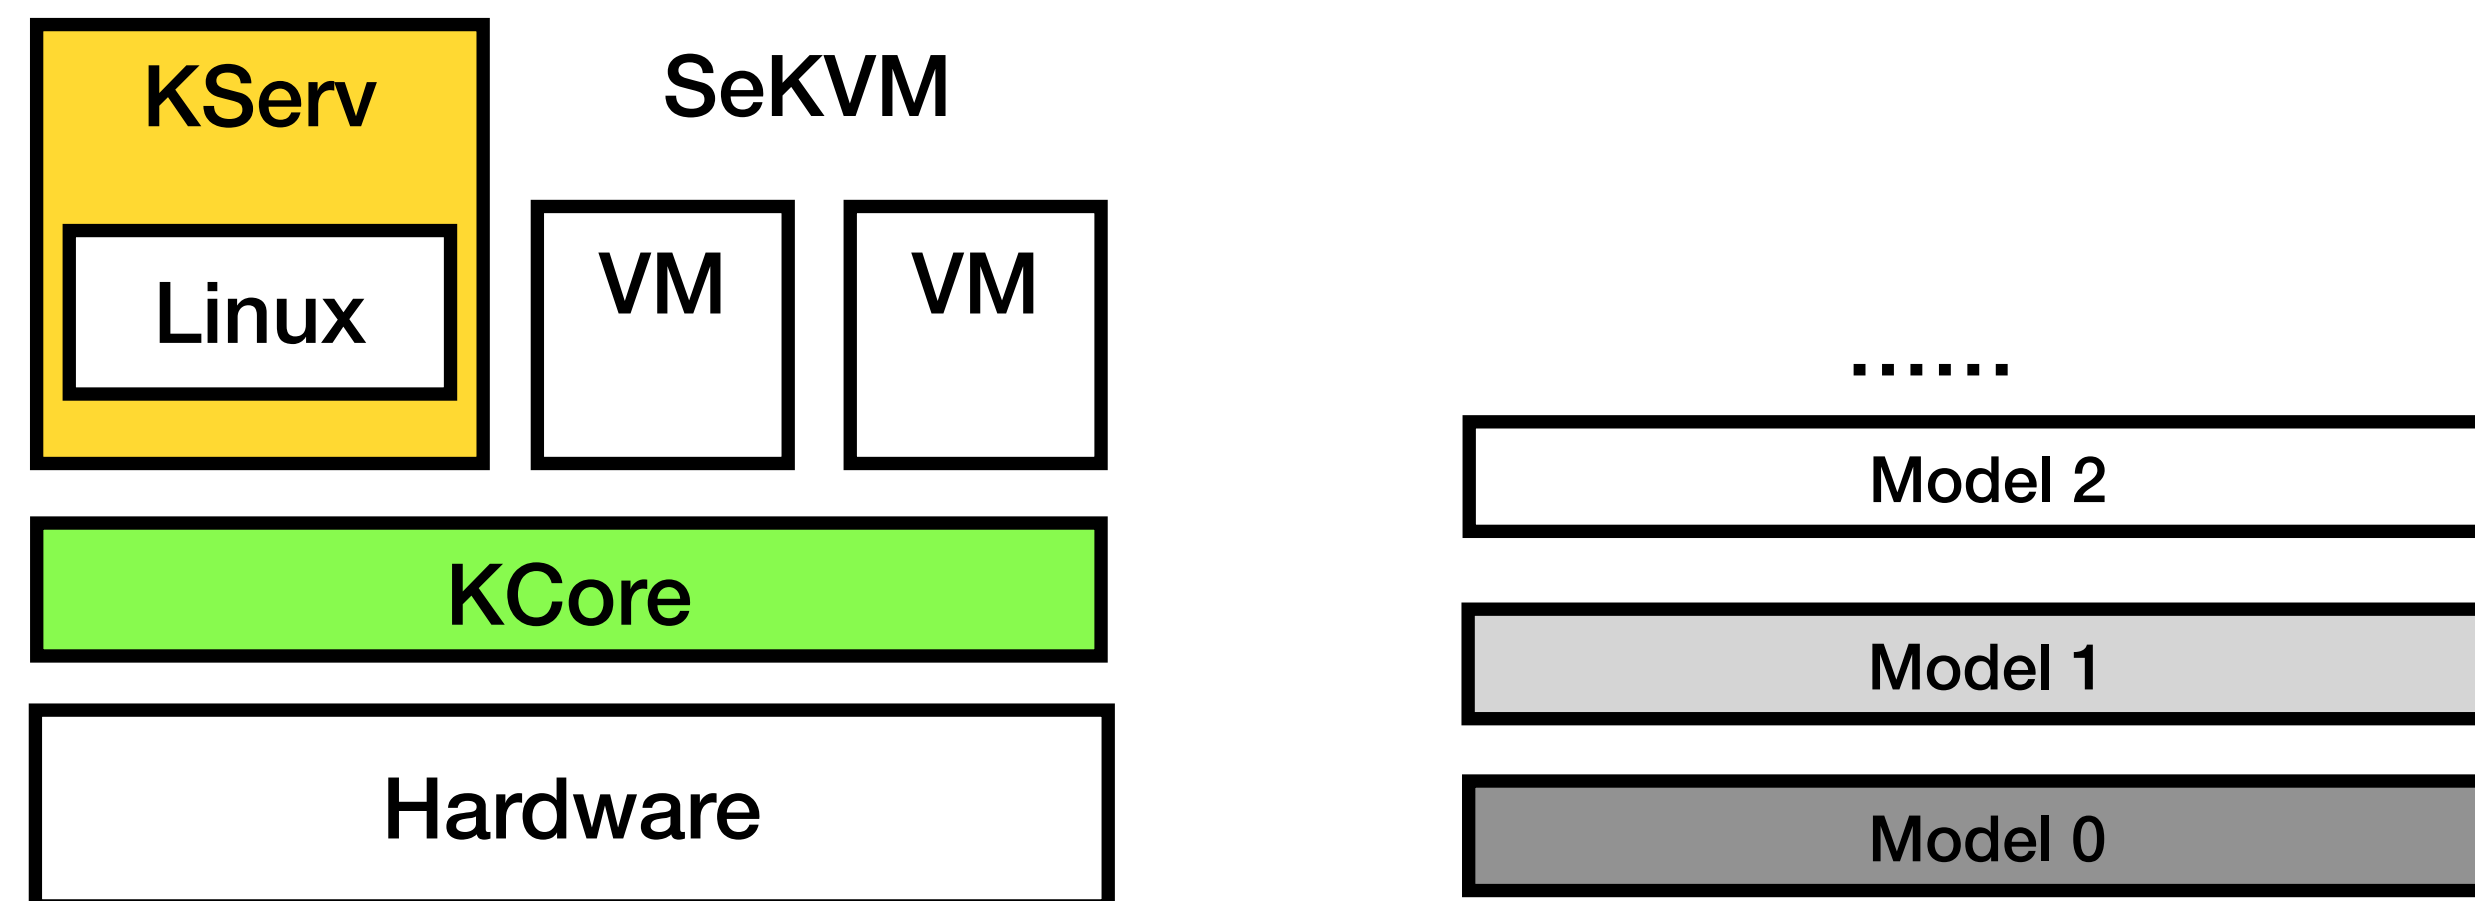 KServ
SeKVM
Linux
VM
VM
KCore
Hardware
......
Model 2
Model 1
Model 0